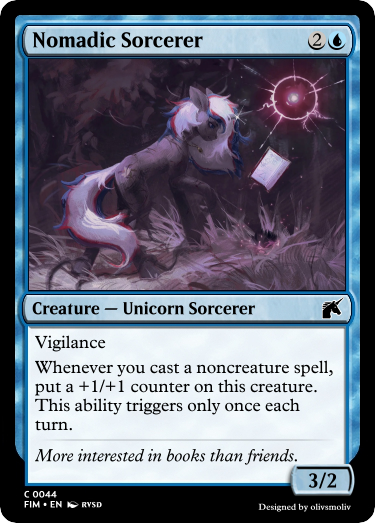 Nomadic Sorcerer 2
Creature — Unicorn Sorcerer
Vigilance
Whenever you cast a noncreature spell,
put a +1/+1 counter on this creature.
This ability triggers only once each
turn.
More interested in books than friends.
3/2
C 0044
FIM • EN RVSD
Designed by olivsmoliv